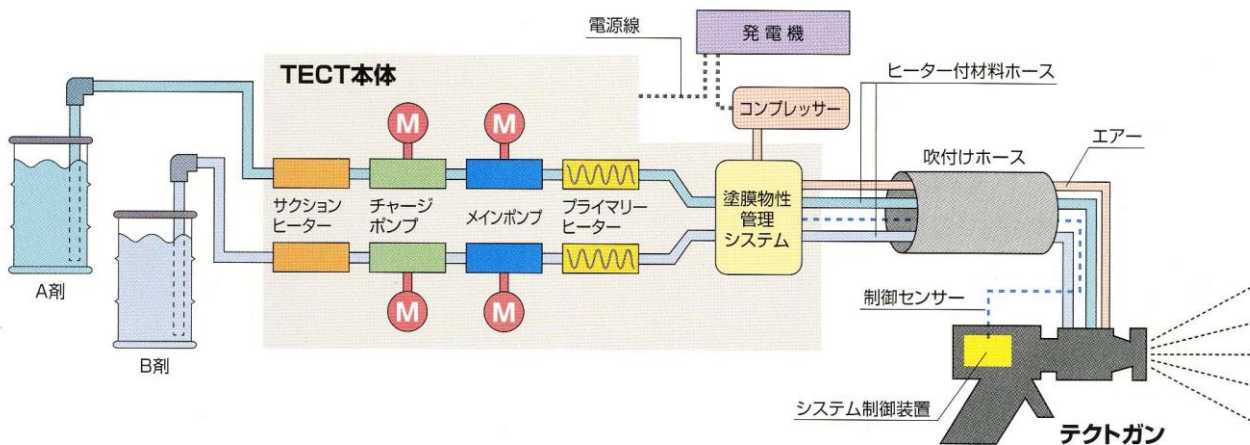 電源線
発電機
TECT本体
ヒーター付材料ホース
コンプレッサー
M
M
エアー
吹付けホース
サクション
ヒーター
チャージ
ポンプ
メインポンプ
プライマリー
ヒーター
塗膜物性
管理
システム
A剤
M
M
制御センサー
B剤
システム制御装置
テクトガン